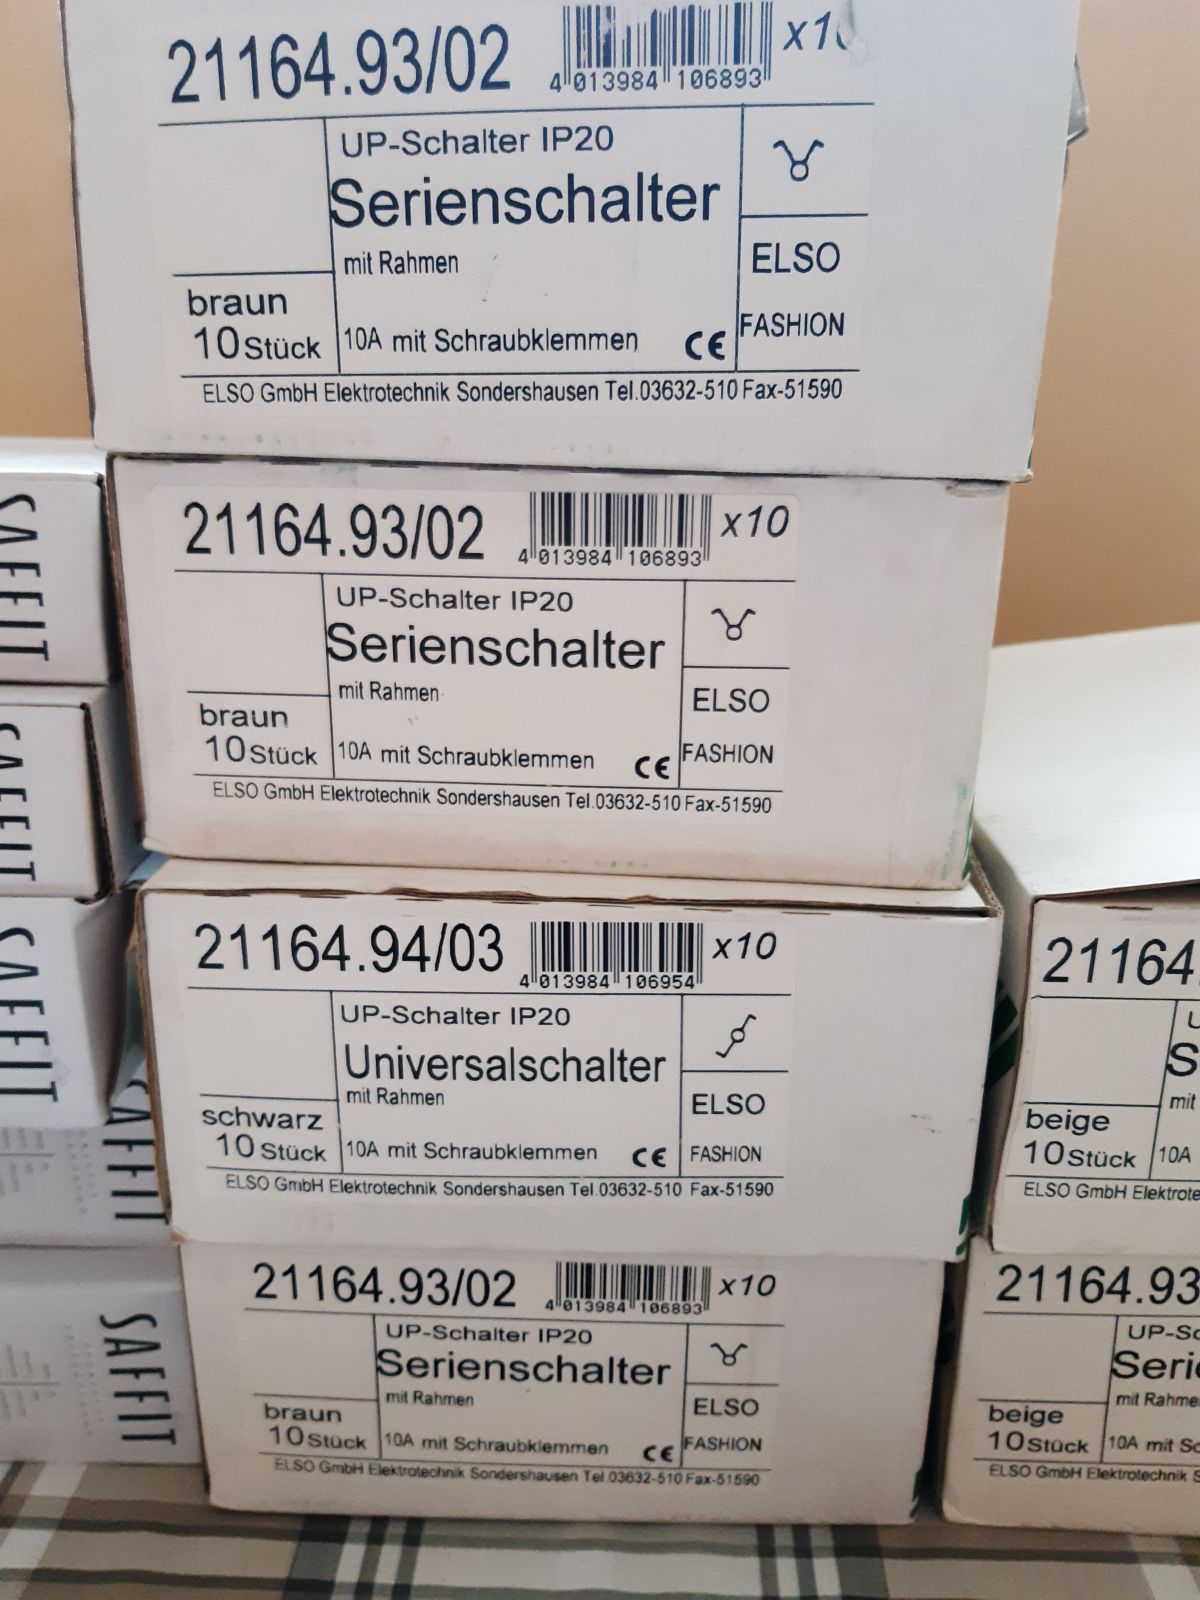 21164.93/02
x10
4 013984 106893
UP-Schalter IP20
Serienschalter
mit Rahmen
braun
10 Stück
10A mit Schraubklemmen
CE
ELSO
FASHION
ELSO GmbH Elektrotechnik Sondershausen Tel.03632-510 Fax-51590
21164.93/02
x10
4 013984 106893
UP-Schalter IP20
Serienschalter
mit Rahmen
braun
10 Stück
10A mit Schraubklemmen
CE
ELSO
FASHION
ELSO GmbH Elektrotechnik Sondershausen Tel.03632-510 Fax-51590
21164.94/03
x10
4 013984 106954
UP-Schalter IP20
Universalschalter
mit Rahmen
schwarz
10 Stück
10A mit Schraubklemmen
CE
ELSO
FASHION
ELSO GmbH Elektrotechnik Sondershausen Tel.03632-510 Fax-51590
21164.93/02
x10
4 013984 106893
UP-Schalter IP20
Serienschalter
mit Rahmen
braun
10 Stück
10A mit Schraubklemmen
CE
ELSO
FASHION
ELSO GmbH Elektrotechnik Sondershausen Tel.03632-510 Fax-51590
SAFFIT
SAFFIT
SAFFIT
SAFFIT
SAFFIT
21164.
mit
beige
10 Stück
10A
ELSO GmbH
21164.93
mit
beige
10 Stück
10A mit
ELSO GmbH Elektrotechnik